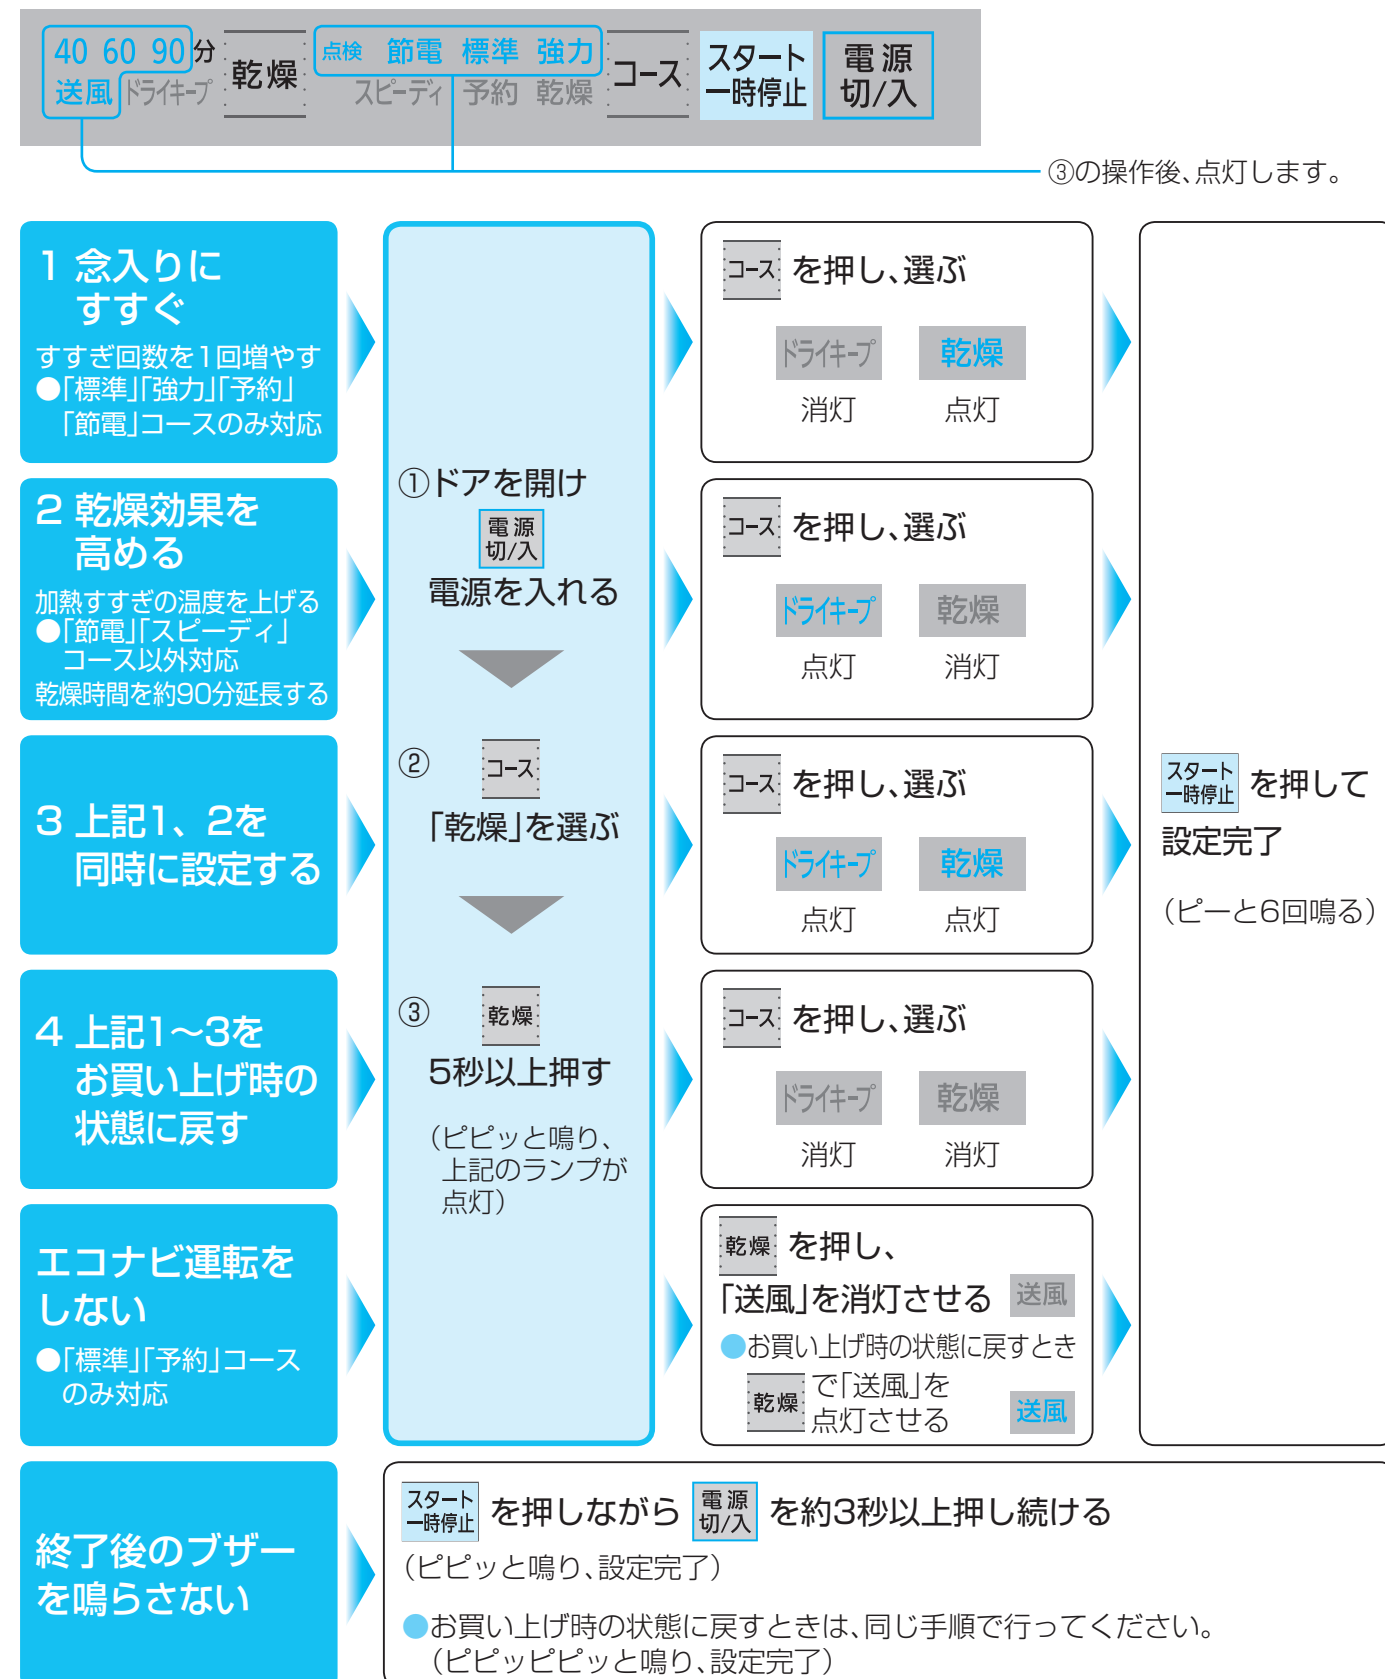 40 60 90分 乾燥 点検 節電 標準 強力 コース スタート 一時停止 電源 切/入
送風 ドライキープ スピーディ 予約 乾燥
③の操作後、点灯します。
1 念入りに
すすぐ
すすぎ回数を1回増やす
●「標準」「強力」「予約」
「節電」コースのみ対応
2 乾燥効果を
高める
加熱すすぎの温度を上げる
●「節電」「スピーディ」
コース以外対応
乾燥時間を約90分延長する
3 上記1、2を
同時に設定する
4 上記1～3を
お買い上げ時の
状態に戻す
エコナビ運転を
しない
●「標準」「予約」コース
のみ対応
①ドアを開け
電源
切/入
電源を入れる
② コース
「乾燥」を選ぶ
③ 乾燥
5秒以上押す
（ピピッと鳴り、
上記のランプが
点灯）
コース を押し、選ぶ
ドライキープ 乾燥
消灯 点灯
コース を押し、選ぶ
ドライキープ 乾燥
点灯 消灯
コース を押し、選ぶ
ドライキープ 乾燥
点灯 点灯
コース を押し、選ぶ
ドライキープ 乾燥
消灯 消灯
乾燥 を押し、
「送風」を消灯させる 送風
●お買い上げ時の状態に戻すとき
乾燥 で「送風」を
点灯させる 送風
スタート
一時停止 を押して
設定完了
（ピーと6回鳴る）
終了後のブザー
を鳴らさない
スタート 一時停止 を押しながら 電源 切/入 を約3秒以上押し続ける
（ピピッと鳴り、設定完了）
●お買い上げ時の状態に戻すときは、同じ手順で行ってください。
（ピピッピピッと鳴り、設定完了）